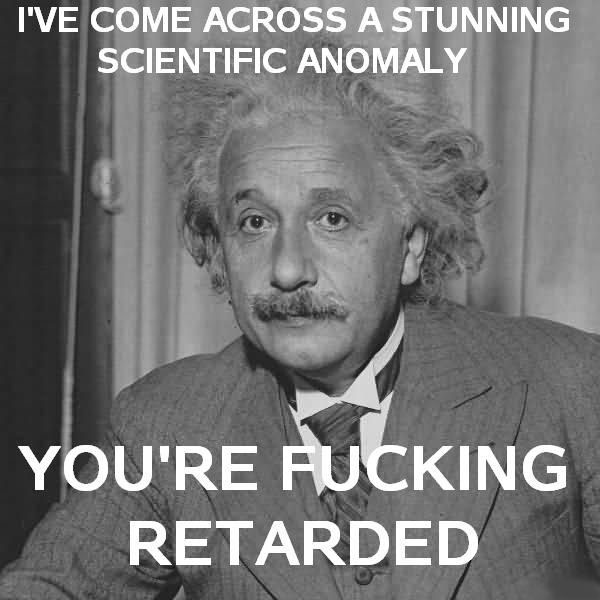 I'VE COME ACROSS A STUNNING
SCIENTIFIC ANOMALY
YOU'RE FUCKING
RETARDED